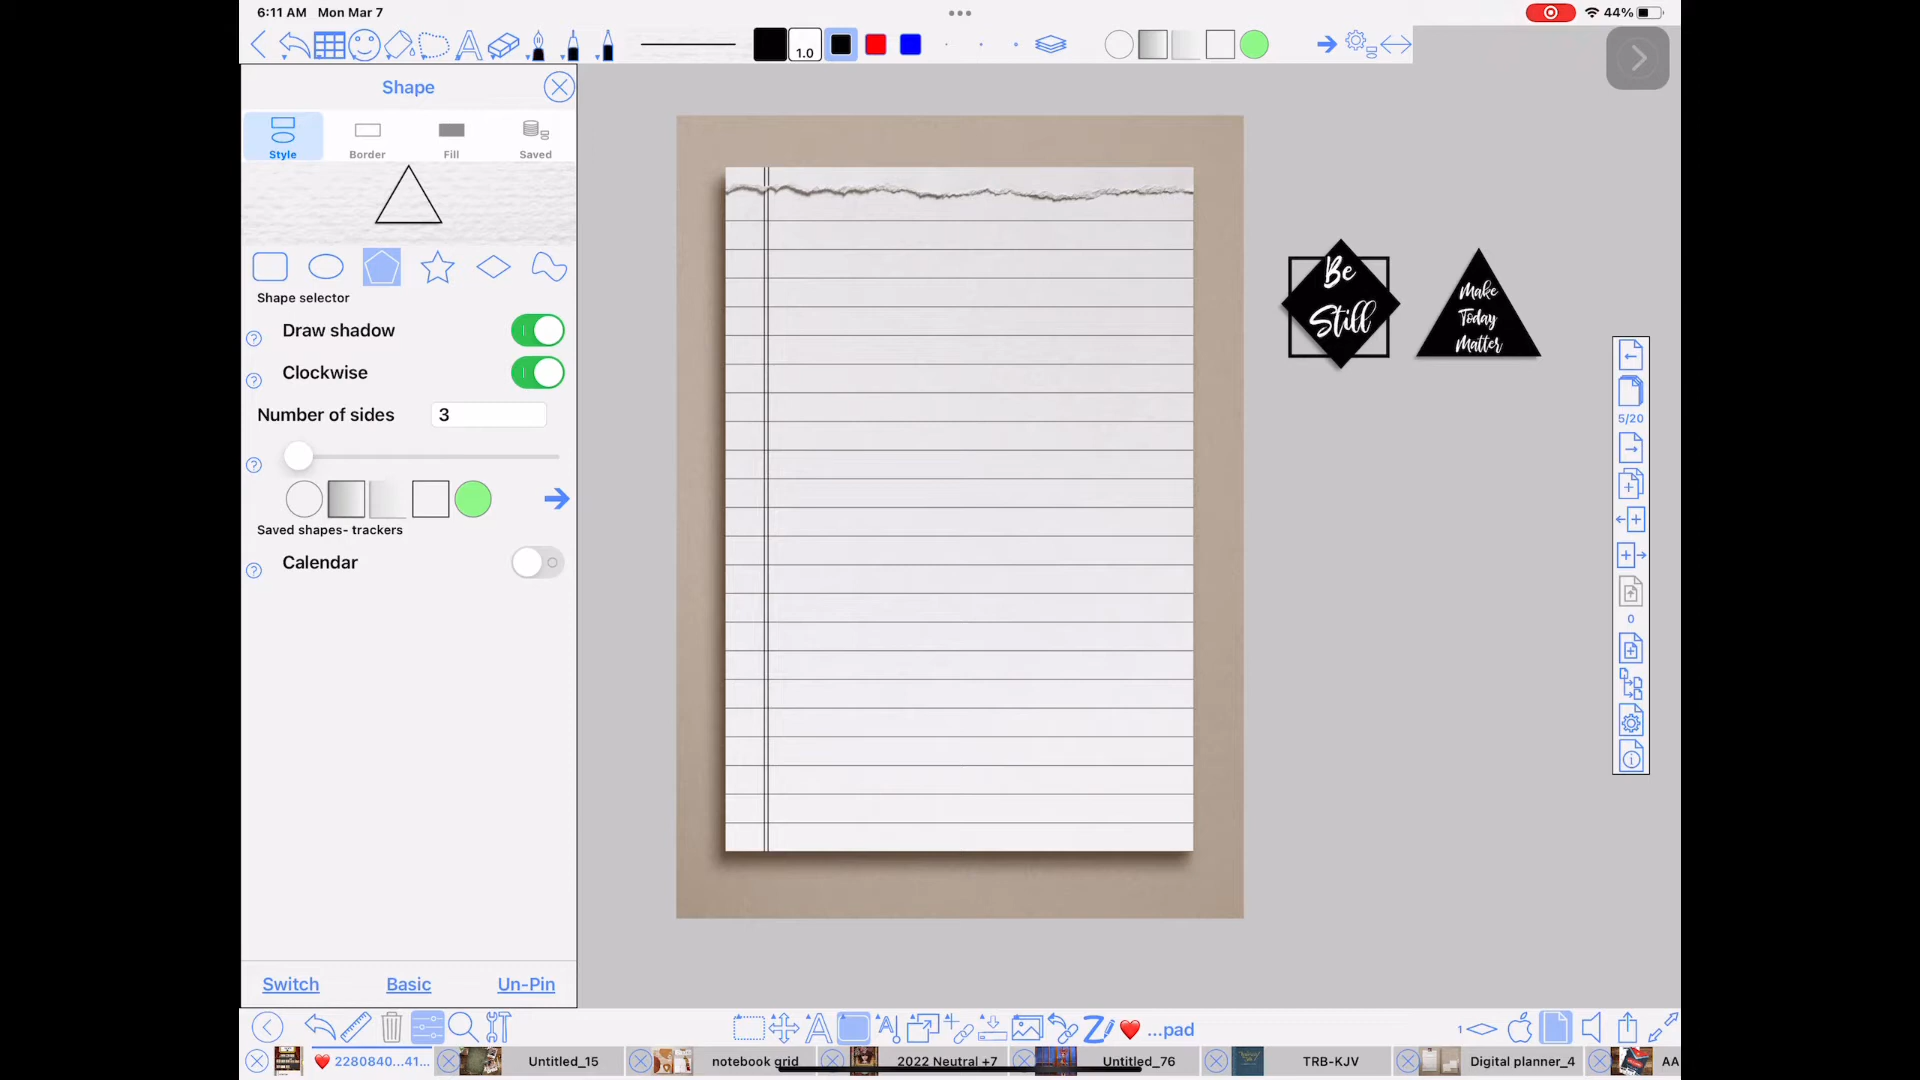 6:11 AM Mon Mar 7
44%
1.0
Shape
Style
Border
Fill
Saved
Shape selector
Draw shadow
Clockwise
Number of sides
3
Saved shapes- trackers
Calendar
Switch
Basic
Un-Pin
Be
Still
Make
Today
Matter
5/20
0
...pad
1
2280840...41...
Untitled_15
notebook grid
2022 Neutral +7
Untitled_76
TRB-KJV
Digital planner_4
AA